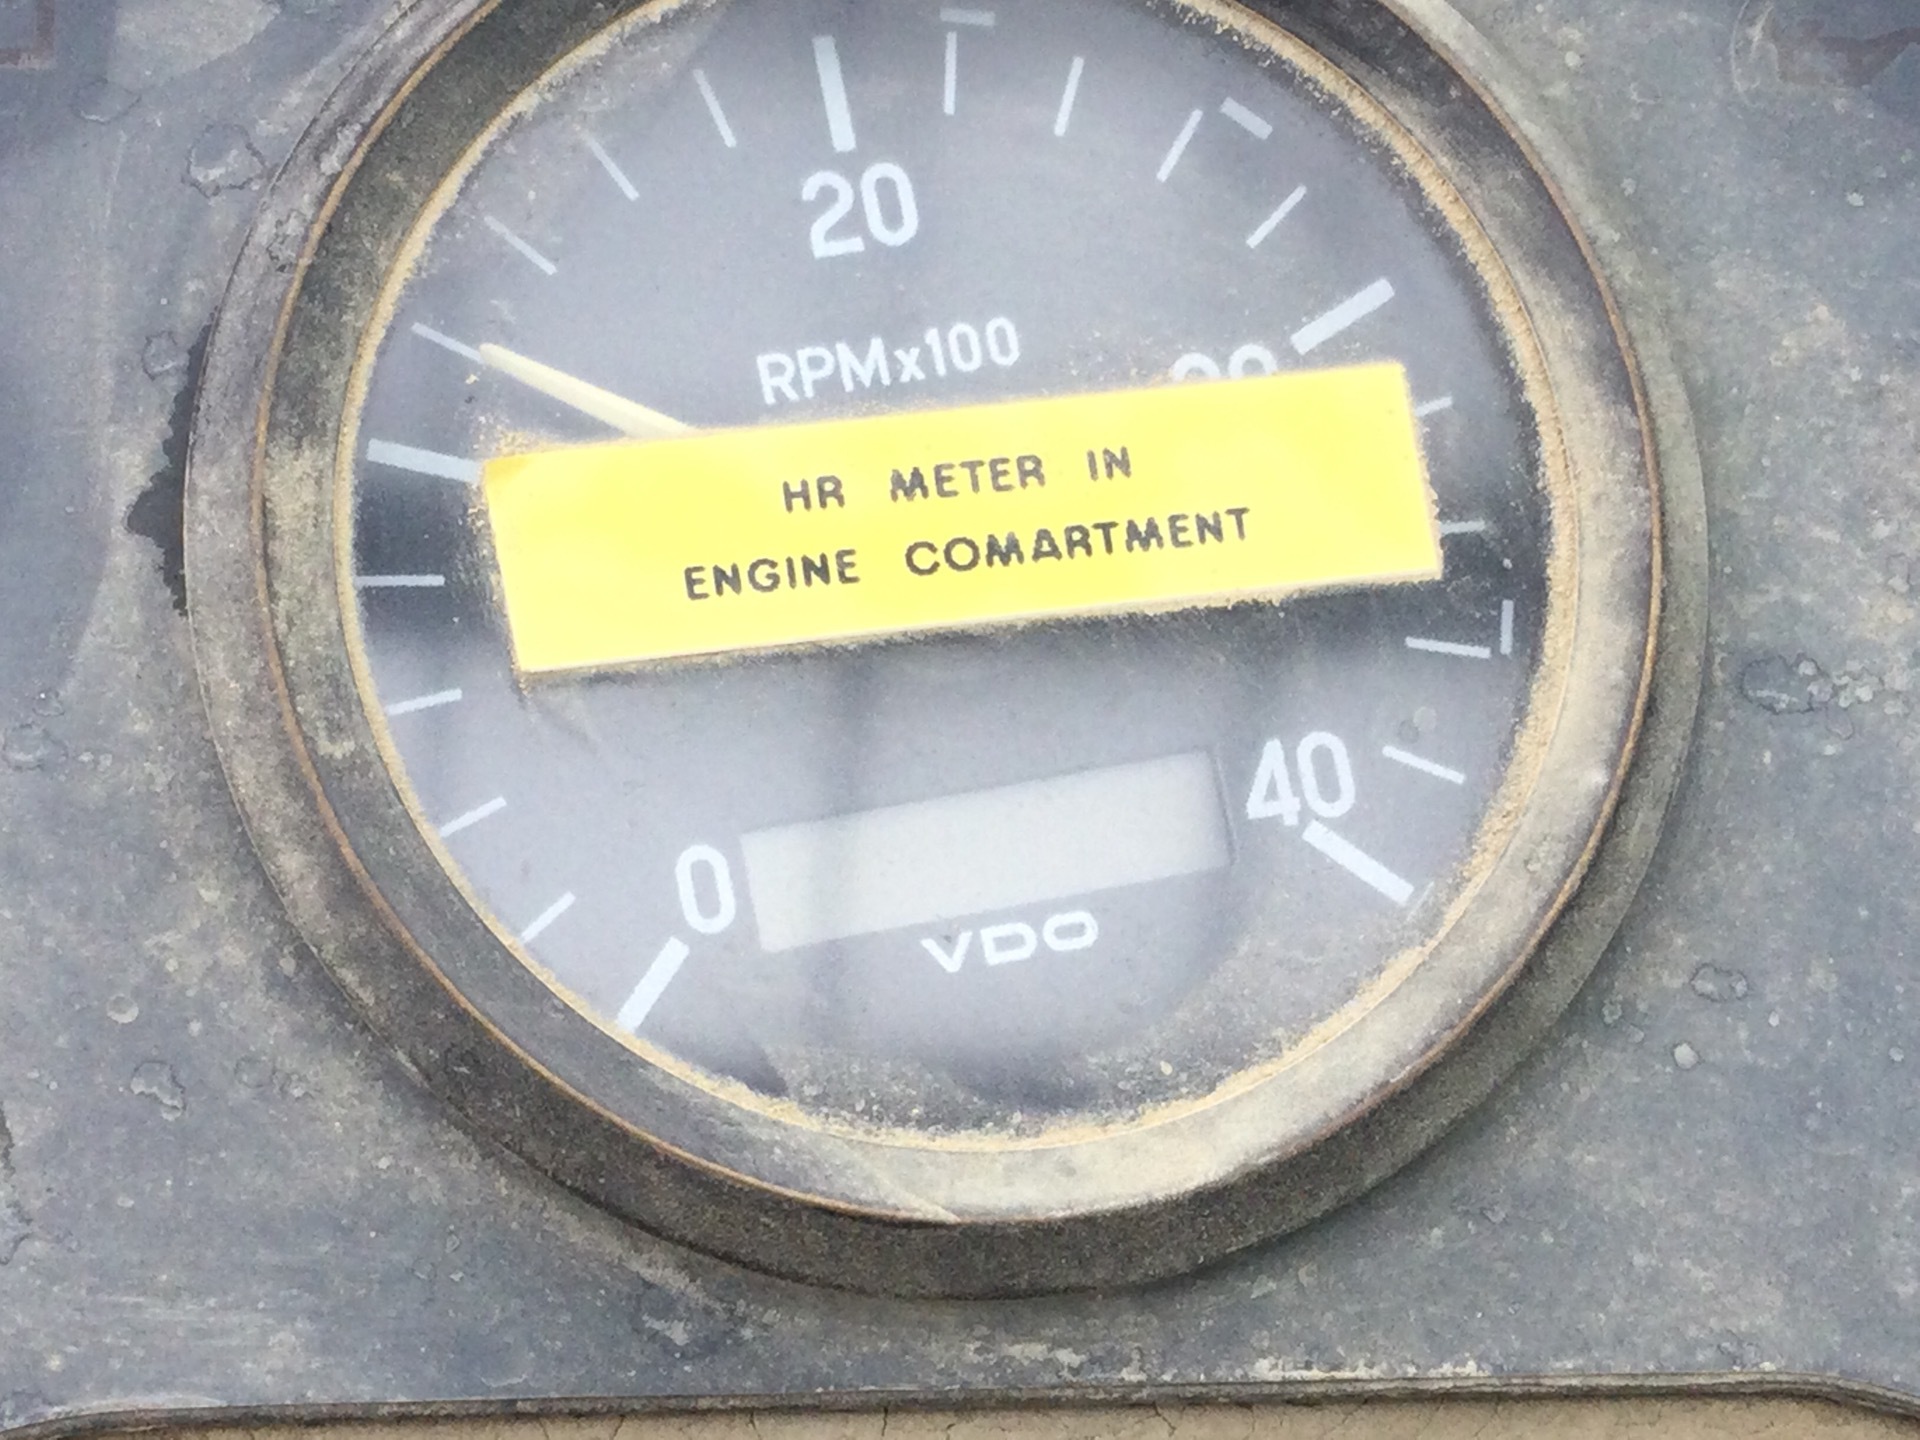 20
RPMx100
HR METER IN
ENGINE COMARTMENT
40
0
VDO